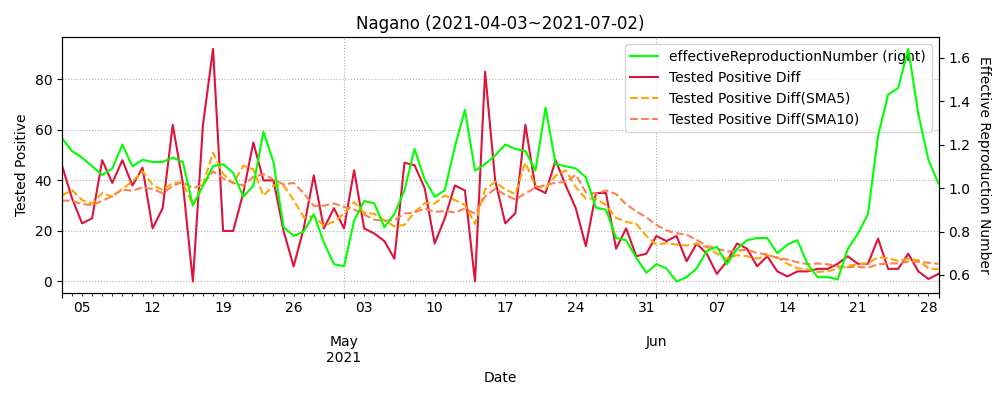 Nagano (2021-04-03~2021-07-02)
effectiveReproductionNumber (right)
Tested Positive Diff
Tested Positive Diff(SMA5)
Tested Positive Diff(SMA10)
Tested Positive
80
60
40
20
0
1.6
1.4
1.2
1.0
0.8
0.6
Effective Reproduction Number
05 12 19 26 03 10 17 24 31 07 14 21 28
May Jun
2021
Date